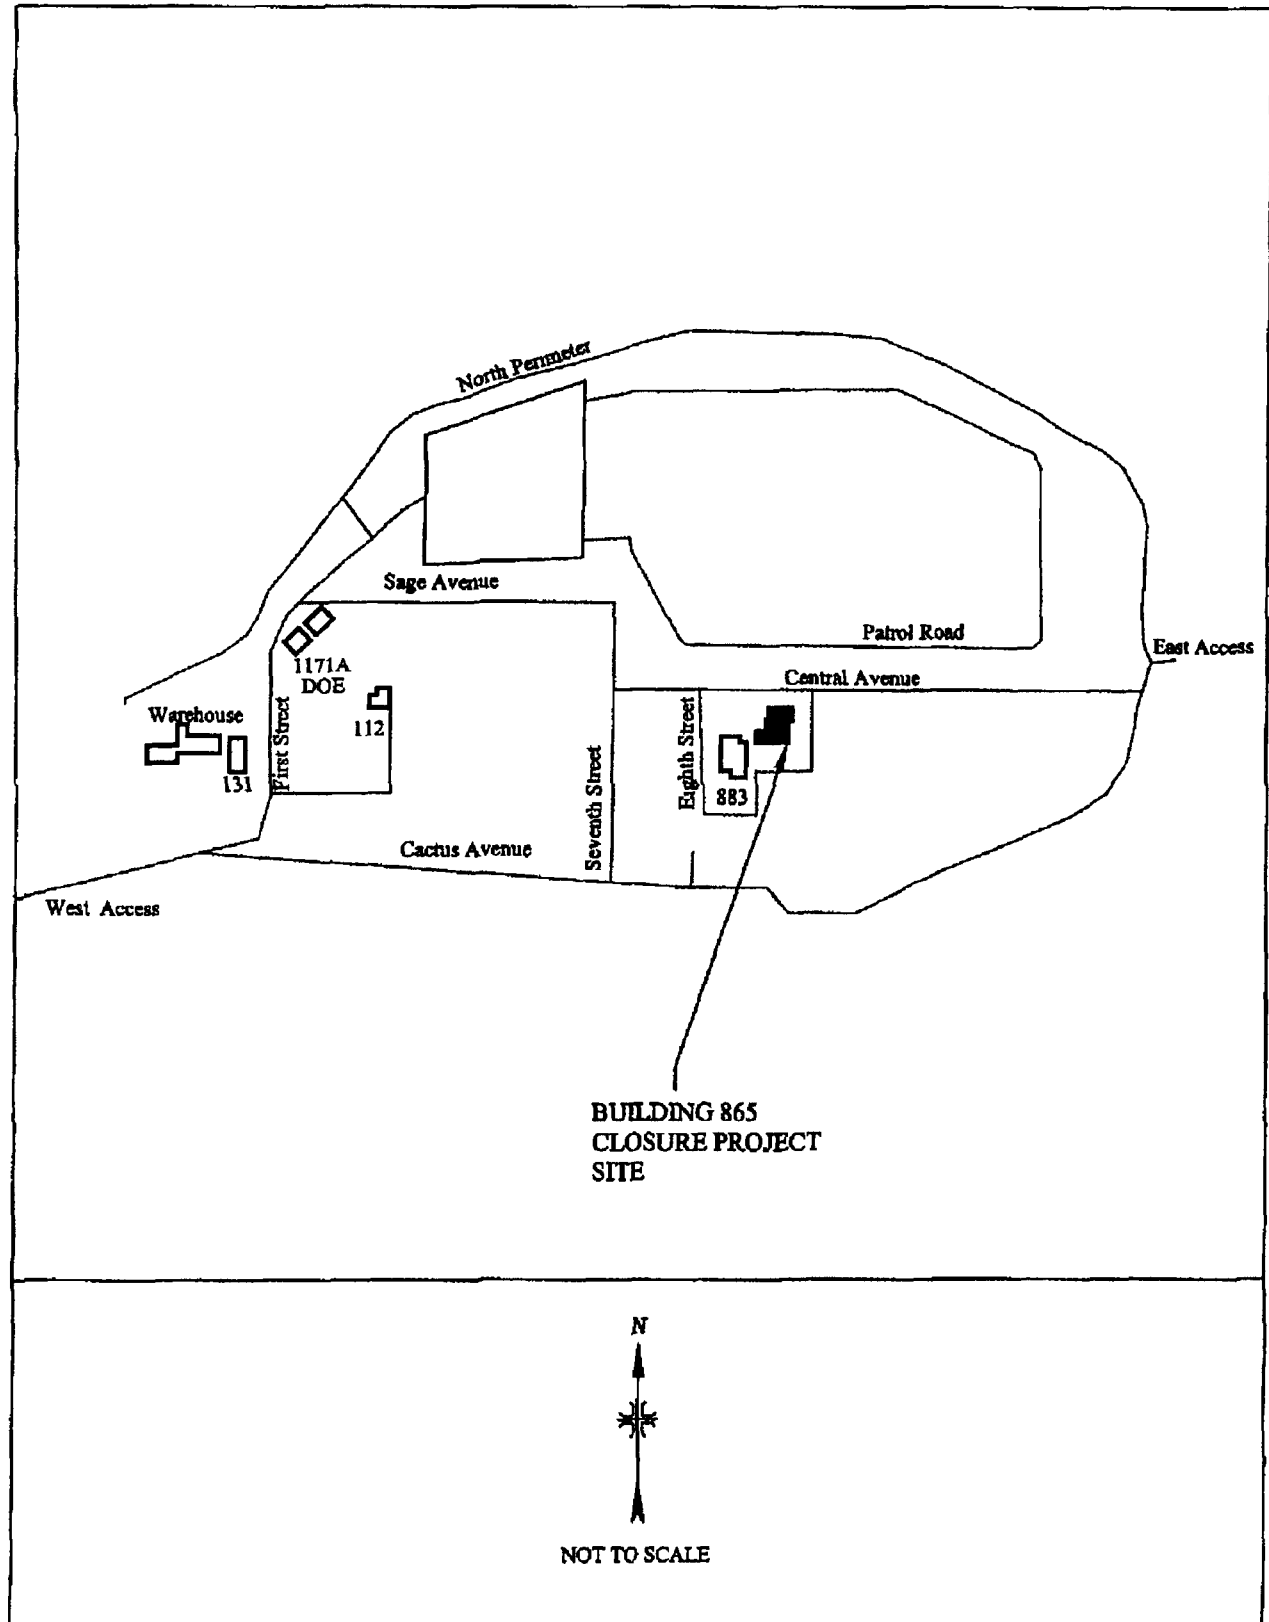 North Perimeter
Sage Avenue
Patrol Road
East Access
1171A
DOE
Central Avenue
Warehouse
112
First Street
131
Seventh Street
Eighth Street
883
Cactus Avenue
West Access
BUILDING 865
CLOSURE PROJECT
SITE
N
NOT TO SCALE